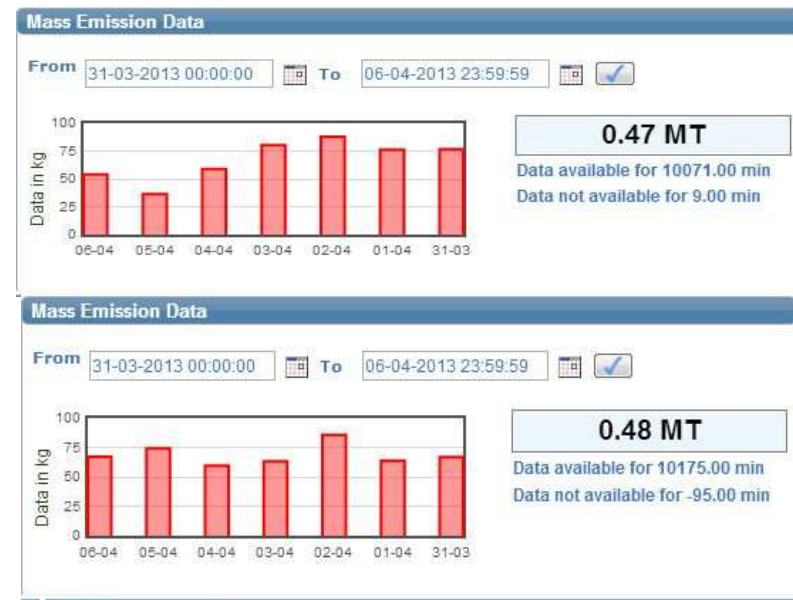 Mass Emission Data
From 31-03-2013 00:00:00 To 06-04-2013 23:59:59
100
75
50
25
0
Data in kg
06-04 05-04 04-04 03-04 02-04 01-04 31-03
0.47 MT
Data available for 10071.00 min
Data not available for 9.00 min
Mass Emission Data
From 31-03-2013 00:00:00 To 06-04-2013 23:59:59
100
75
50
25
0
Data in kg
06-04 05-04 04-04 03-04 02-04 01-04 31-03
0.48 MT
Data available for 10175.00 min
Data not available for -95.00 min